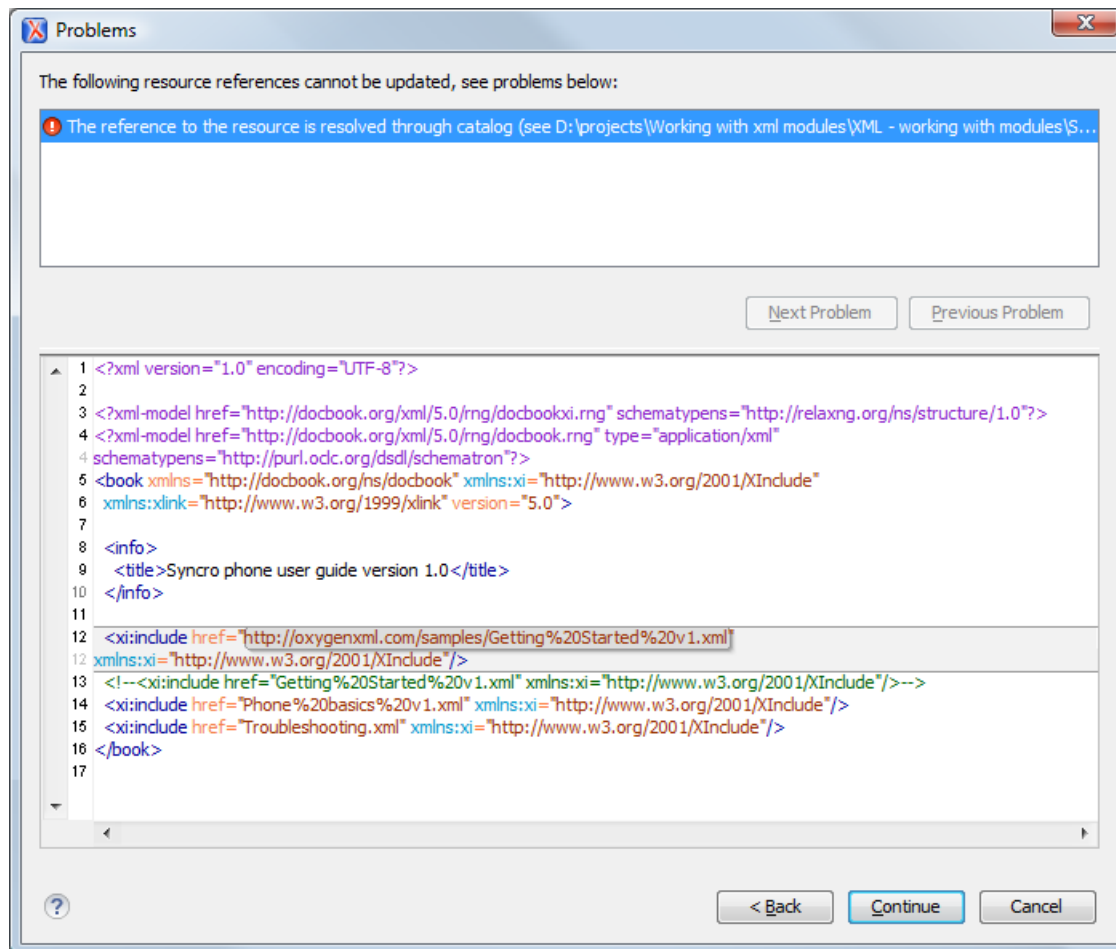 Problems
The following resource references cannot be updated, see problems below:
The reference to the resource is resolved through catalog (see D:\projects\Working with xml modules\XML - working with modules\S...
Next Problem Previous Problem
1 <?xml version="1.0" encoding="UTF-8"?>
2
3 <?xml-model href="http://docbook.org/xml/5.0/rng/docbookxi.rng" schematypens="http://relaxng.org/ns/structure/1.0"?>
4 <?xml-model href="http://docbook.org/xml/5.0/rng/docbook.rng" type="application/xml"
4 schematypens="http://purl.oclc.org/dsdl/schematron"?>
5 <book xmlns="http://docbook.org/ns/docbook" xmlns:xi="http://www.w3.org/2001/XInclude"
6 xmlns:xlink="http://www.w3.org/1999/xlink" version="5.0">
7
8 <info>
9 <title>Syncro phone user guide version 1.0</title>
10 </info>
11
12 <xi:include href="http://oxygenxml.com/samples/Getting%20Started%20v1.xml"
12 xmlns:xi="http://www.w3.org/2001/XInclude"/>
13 <!--<xi:include href="Getting%20Started%20v1.xml" xmlns:xi="http://www.w3.org/2001/XInclude"/>-->
14 <xi:include href="Phone%20basics%20v1.xml" xmlns:xi="http://www.w3.org/2001/XInclude"/>
15 <xi:include href="Troubleshooting.xml" xmlns:xi="http://www.w3.org/2001/XInclude"/>
16 </book>
17
? < Back Continue Cancel